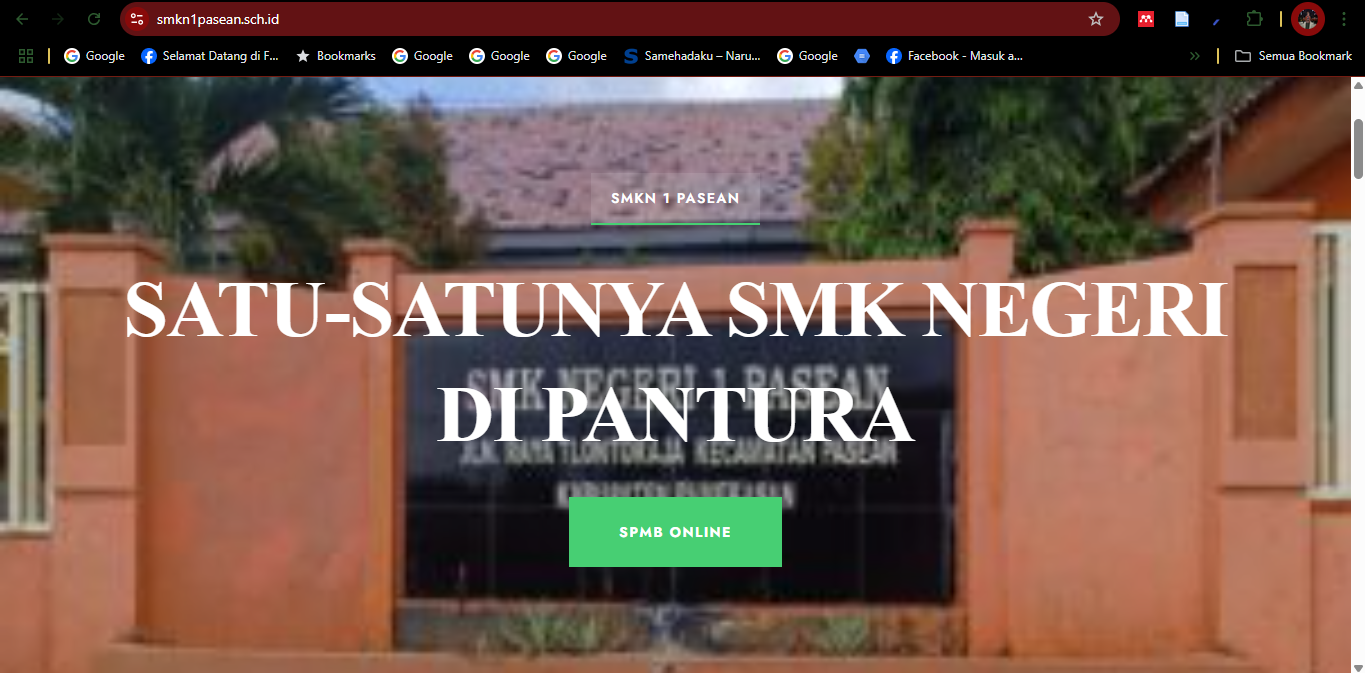 smkn1pasean.sch.id
Google
Selamat Datang di F...
Bookmarks
Google
Google
Google
Samehadaku – Naru...
Google
Facebook - Masuk a...
Semua Bookmark
SMKN 1 PASEAN
SATU-SATUNYA SMK NEGERI
DI PANTURA
SMK NEGERI 1 PASEAN
JLN. RAYA TLONTORAJA KECAMATAN PASEAN
KABUPATEN PAMEKASAN
SPMB ONLINE